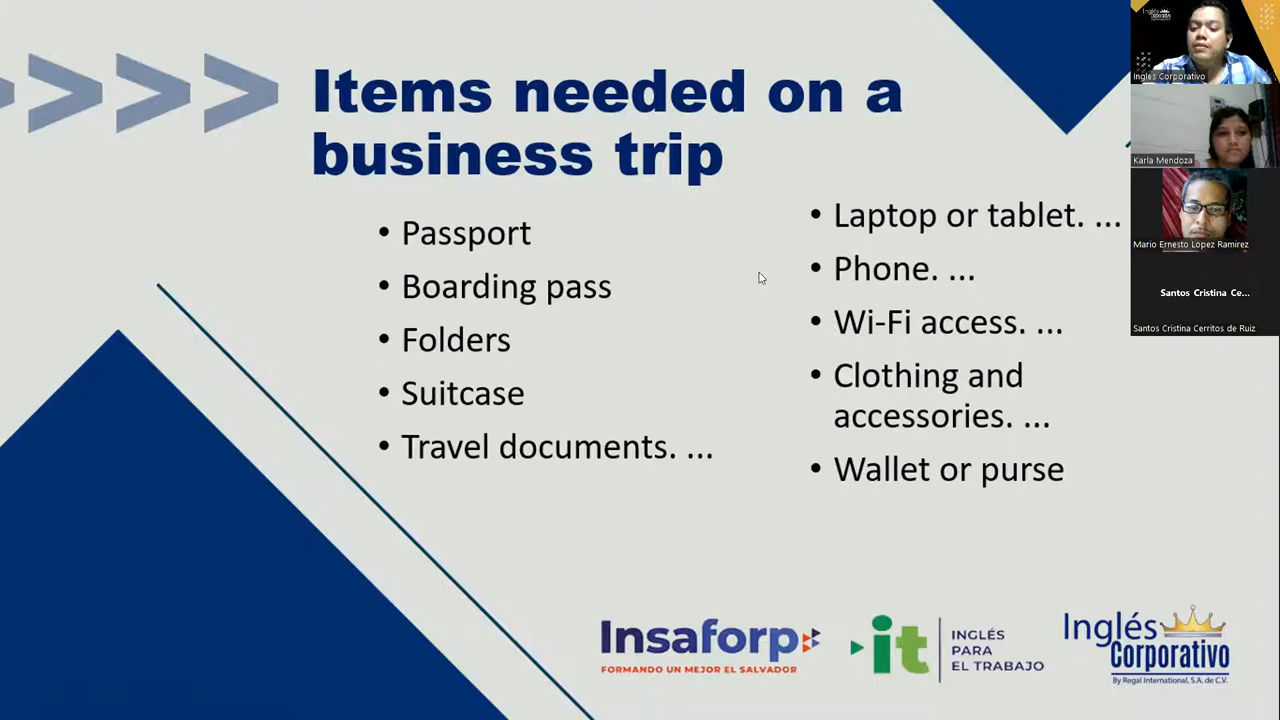 Items needed on a
business trip
• Passport
• Boarding pass
• Folders
• Suitcase
• Travel documents. ...
• Laptop or tablet. ...
• Phone. ...
• Wi-Fi access. ...
• Clothing and
accessories. ...
• Wallet or purse
Inglés Corporativo
Inglés Corporativo
Karla Mendoza
Mario Ernesto Lopez Ramirez
Santos Cristina Ce...
Santos Cristina Cerritos de Ruiz
Insaforp
FORMANDO UN MEJOR EL SALVADOR
it
INGLÉS
PARA
EL TRABAJO
Inglés
Corporativo
By Regal International, S.A. de C.V.